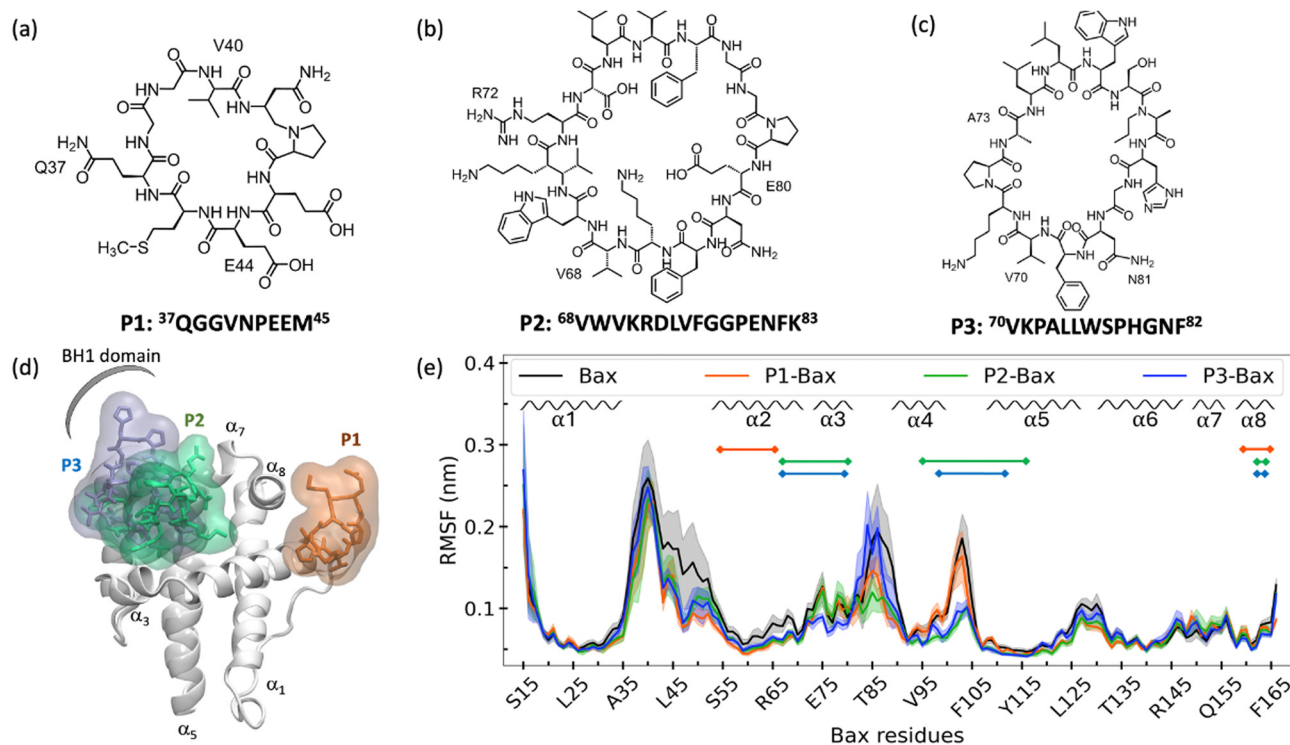 (a)
V40
Q37
E44
P1: ³⁷QGGVNPEEM⁴⁵
(b)
R72
E80
V68
P2: ⁶⁸VWVKRDLVFGGPENFK⁸³
(c)
A73
V70
N81
P3: ⁷⁰VKPALLWSPHGNF⁸²
(d)
BH1 domain
P3
P2
P1
α₇
α₈
α₃
α₁
α₅
(e)
Bax
P1-Bax
P2-Bax
P3-Bax
α1
α2
α3
α4
α5
α6
α7
α8
RMSF (nm)
0.4
0.3
0.2
0.1
S15
L25
A35
L45
S55
R65
E75
T85
V95
F105
Y115
L125
T135
R145
Q155
F165
Bax residues